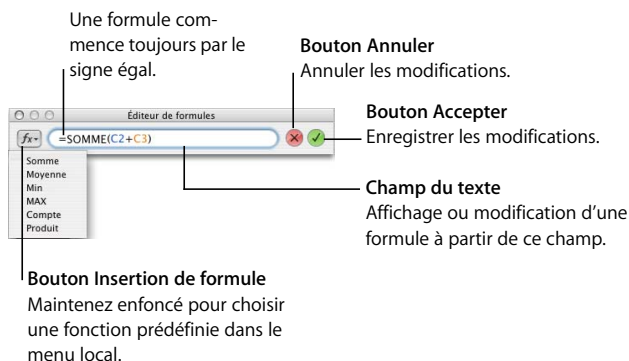 Une formule com-
mence toujours par le
signe égal.
Bouton Annuler
Annuler les modifications.
Bouton Accepter
Enregistrer les modifications.
Éditeur de formules
fx
=SOMME(C2+C3)
Somme
Moyenne
Min
MAX
Compte
Produit
Champ du texte
Affichage ou modification d’une
formule à partir de ce champ.
Bouton Insertion de formule
Maintenez enfoncé pour choisir
une fonction prédéfinie dans le
menu local.